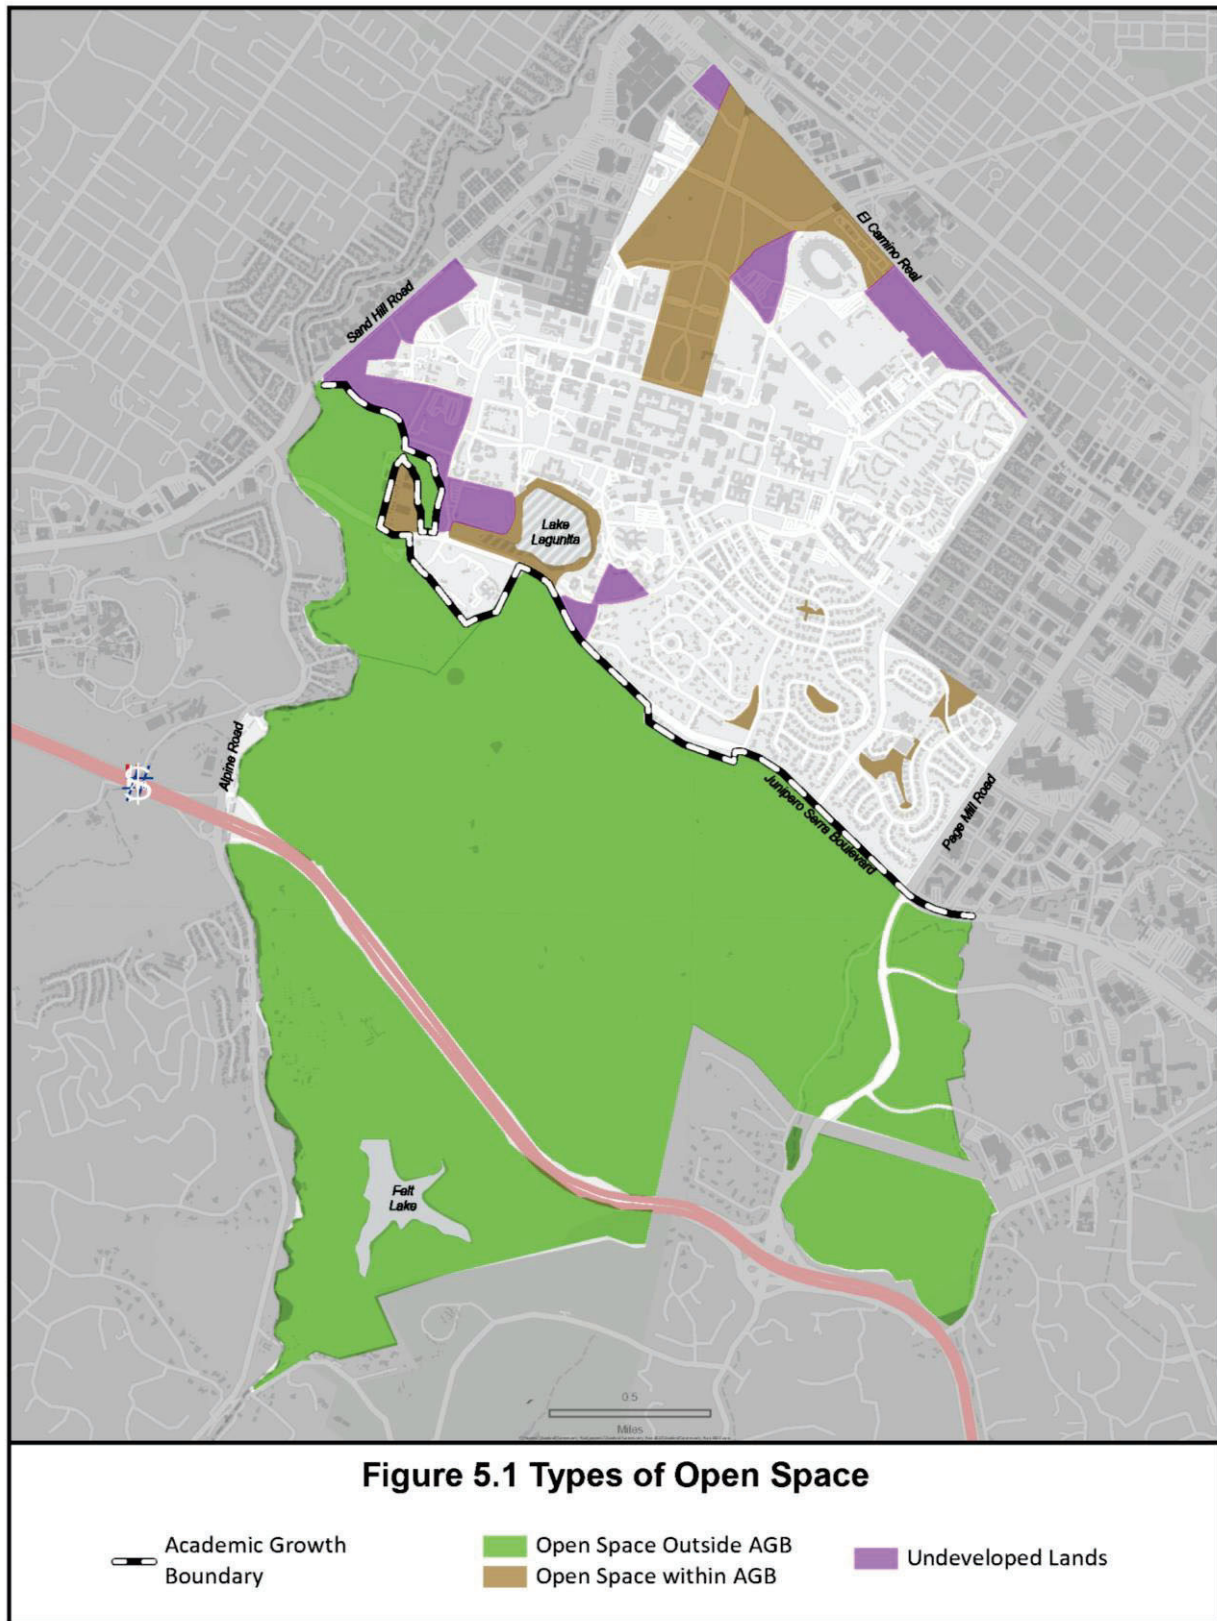 El Camino Real
Sand Hill Road
Lake
Lagunita
Alpine Road
Junipero Serra Boulevard
Page Mill Road
Felt
Lake
0.5
Miles
Figure 5.1 Types of Open Space
Academic Growth
Boundary
Open Space Outside AGB
Open Space within AGB
Undeveloped Lands